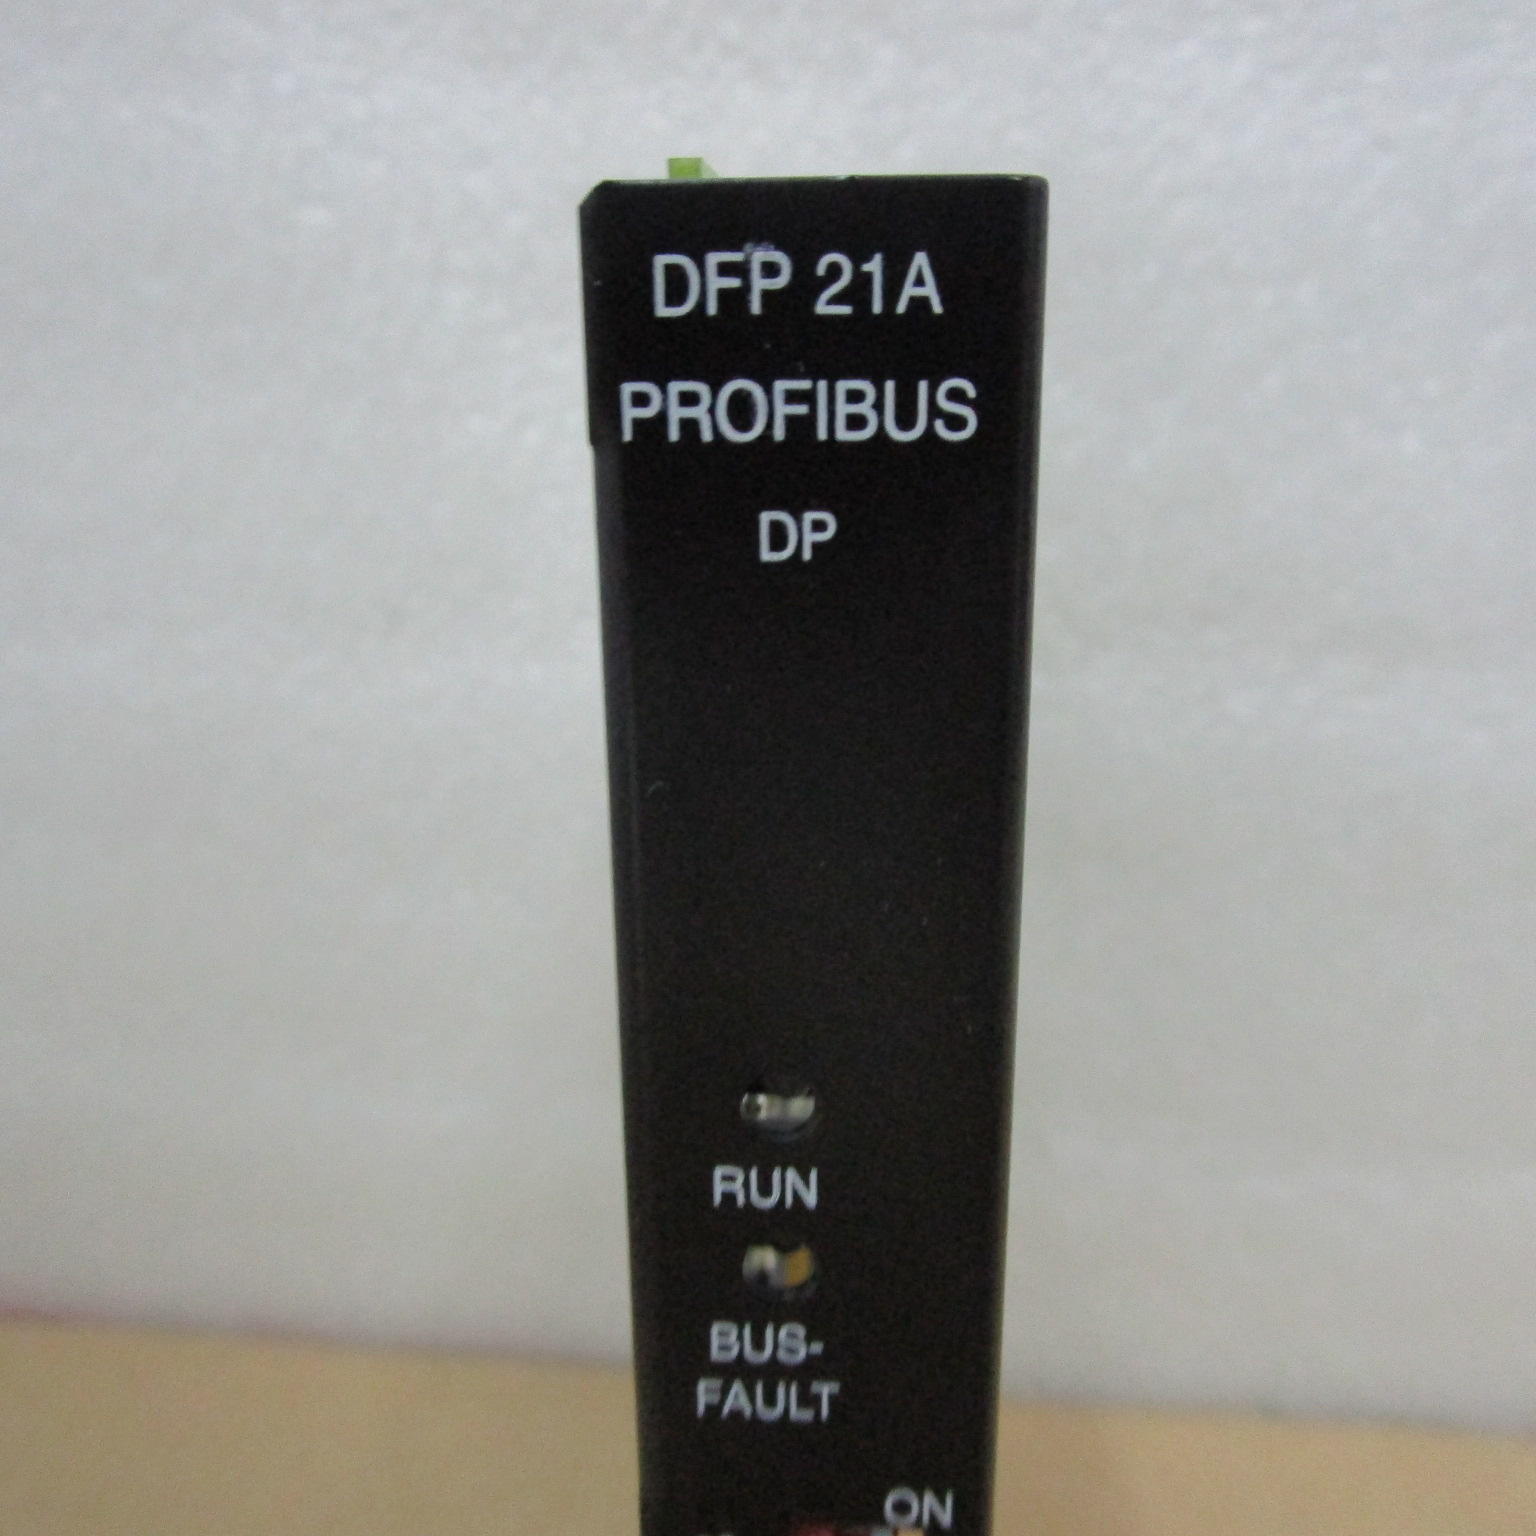 DFP 21A
PROFIBUS
DP
RUN
BUS-
FAULT
ON